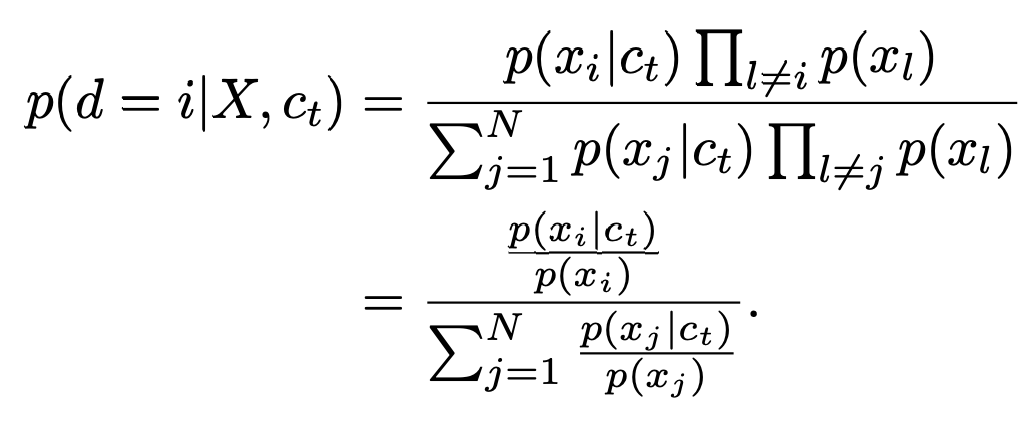 $p(d = i|X, c_t) = \frac{p(x_i|c_t) \prod_{l \neq i} p(x_l)}{\sum_{j=1}^{N} p(x_j|c_t) \prod_{l \neq j} p(x_l)}$
$= \frac{\frac{p(x_i|c_t)}{p(x_i)}}{\sum_{j=1}^{N} \frac{p(x_j|c_t)}{p(x_j)}}.$